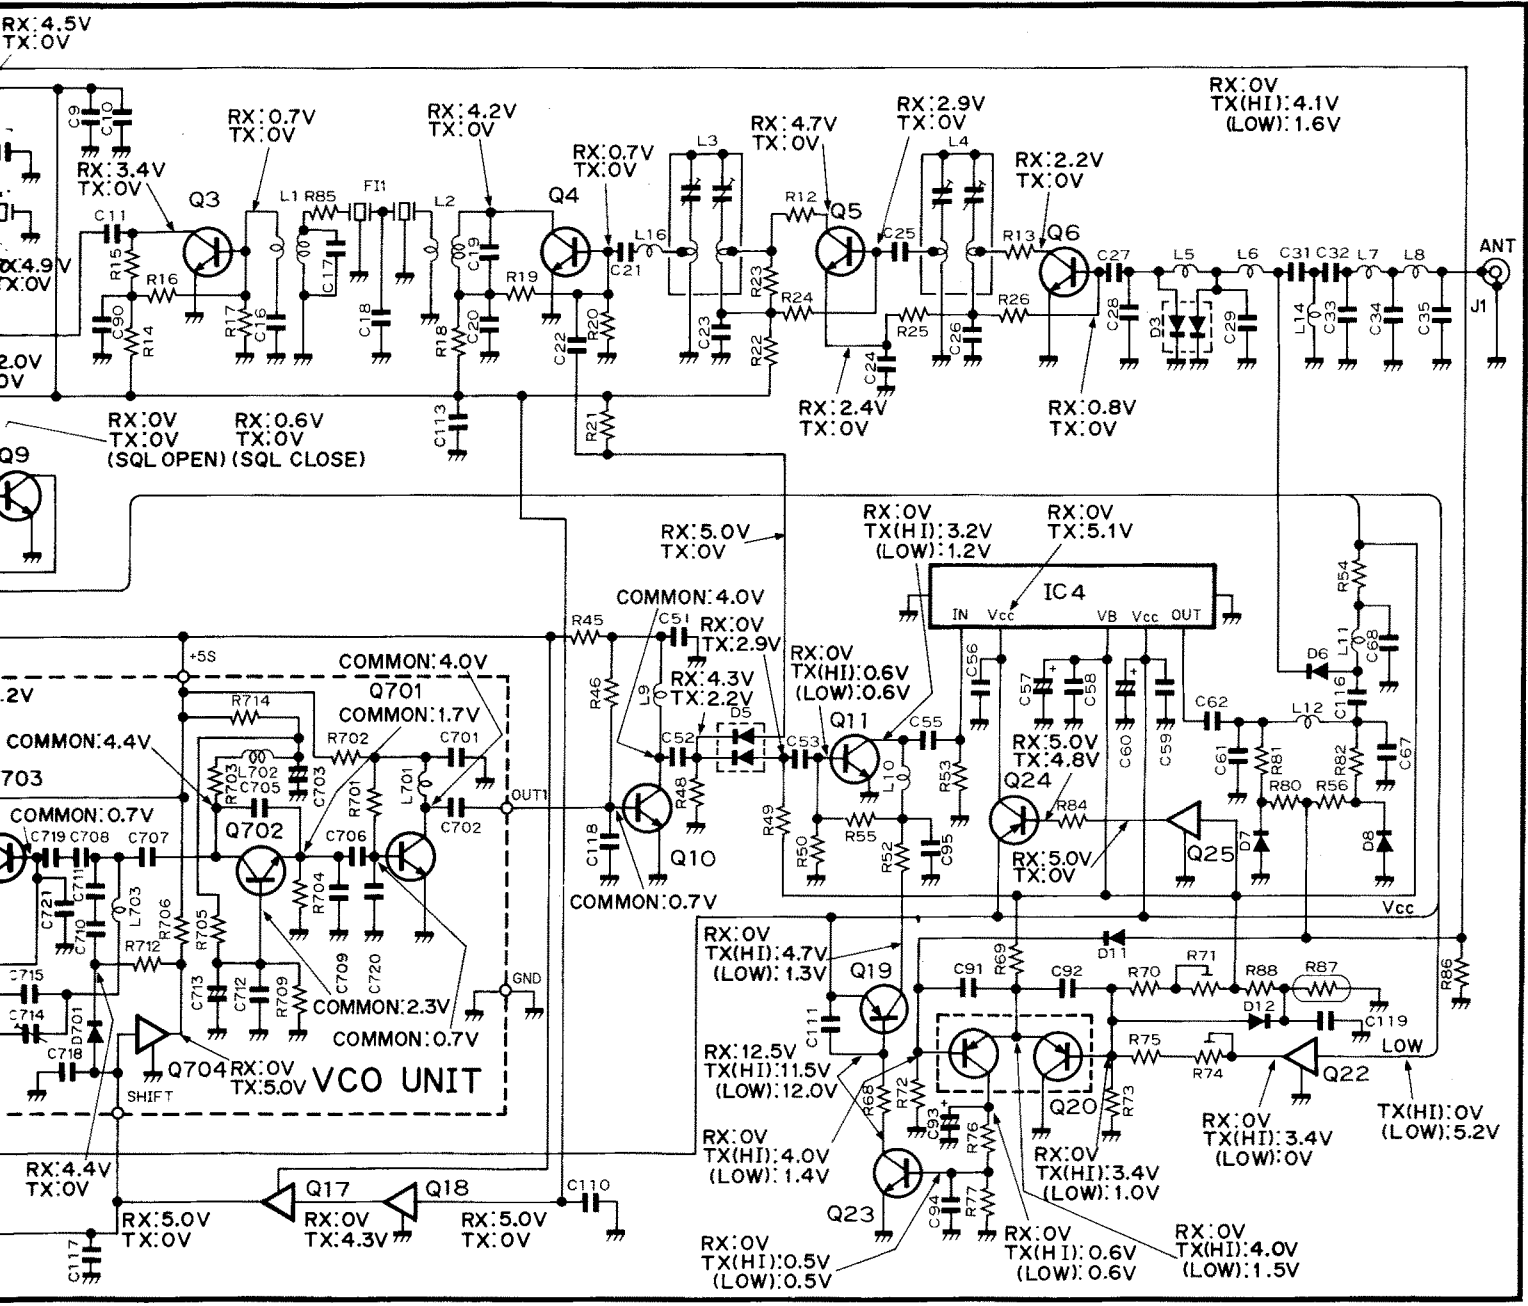 RX:4.5V
TX:0V
C9
C10
RX:0.7V
TX:0V
RX:4.2V
TX:0V
RX:4.7V
TX:0V
RX:2.9V
TX:0V
RX:0V
TX(HI):4.1V
(LOW):1.6V
RX:3.4V
TX:0V
Q3
L1
R85
FI1
L2
Q4
RX:0.7V
TX:0V
L3
L4
RX:2.2V
TX:0V
C11
R15
R16
C17
C19
R19
C21
L16
R12
Q5
C25
R13
Q6
C27
L5
L6
C31
C32
L7
L8
ANT
J1
TX:4.9V
TX:0V
C90
R14
R17
C16
C18
R18
C20
C22
R20
C23
R23
R24
R22
C24
R25
C26
R26
C28
D3
C29
L14
C33
C34
C35
2.0V
0V
RX:2.4V
TX:0V
RX:0.8V
TX:0V
RX:0V
TX:0V
(SQL OPEN)
RX:0.6V
TX:0V
(SQL CLOSE)
C113
R21
Q9
RX:5.0V
TX:0V
RX:0V
TX(HI):3.2V
(LOW):1.2V
RX:0V
TX:5.1V
IC4
IN
Vcc
VB
Vcc
OUT
R54
L11
C68
D6
C116
COMMON:4.0V
R45
C51
RX:0V
TX:2.9V
RX:0V
TX(HI):0.6V
(LOW):0.6V
C56
C57
C58
C60
C59
C62
L12
+5S
COMMON:4.0V
R46
L9
RX:4.3V
TX:2.2V
D5
Q11
C55
.2V
R714
Q701
COMMON:1.7V
C52
C53
RX:5.0V
TX:4.8V
Q24
C61
R81
R82
C67
COMMON:4.4V
R702
C701
L10
R53
703
R703
L702
C705
C703
R701
L701
C702
OUT1
R48
R49
R84
R80
R56
COMMON:0.7V
Q702
C118
Q10
R50
R55
R52
C95
RX:5.0V
TX:0V
Q25
D7
D8
C719
C708
C707
C706
COMMON:0.7V
Vcc
C721
C711
C710
L703
R706
R705
R704
RX:0V
TX(HI):4.7V
(LOW):1.3V
D11
R71
R69
R86
R712
C709
C720
Q19
C91
C92
R70
R88
R87
C715
C714
C713
C712
R709
GND
COMMON:2.3V
COMMON:0.7V
C111
D12
C119
D701
C718
Q704
RX:0V
TX:5.0V
VCO UNIT
SHIFT
RX:12.5V
TX(HI):11.5V
(LOW):12.0V
R75
R74
LOW
Q22
R68
R72
Q20
R73
C93
R76
RX:0V
TX(HI):4.0V
(LOW):1.4V
RX:0V
TX(HI):3.4V
(LOW):1.0V
RX:0V
TX(HI):3.4V
(LOW):0V
TX(HI):0V
(LOW):5.2V
RX:4.4V
TX:0V
Q17
Q18
C110
Q23
C94
R77
RX:5.0V
TX:0V
RX:0V
TX:4.3V
RX:5.0V
TX:0V
C117
RX:0V
TX(HI):0.5V
(LOW):0.5V
RX:0V
TX(HI):0.6V
(LOW):0.6V
RX:0V
TX(HI):4.0V
(LOW):1.5V